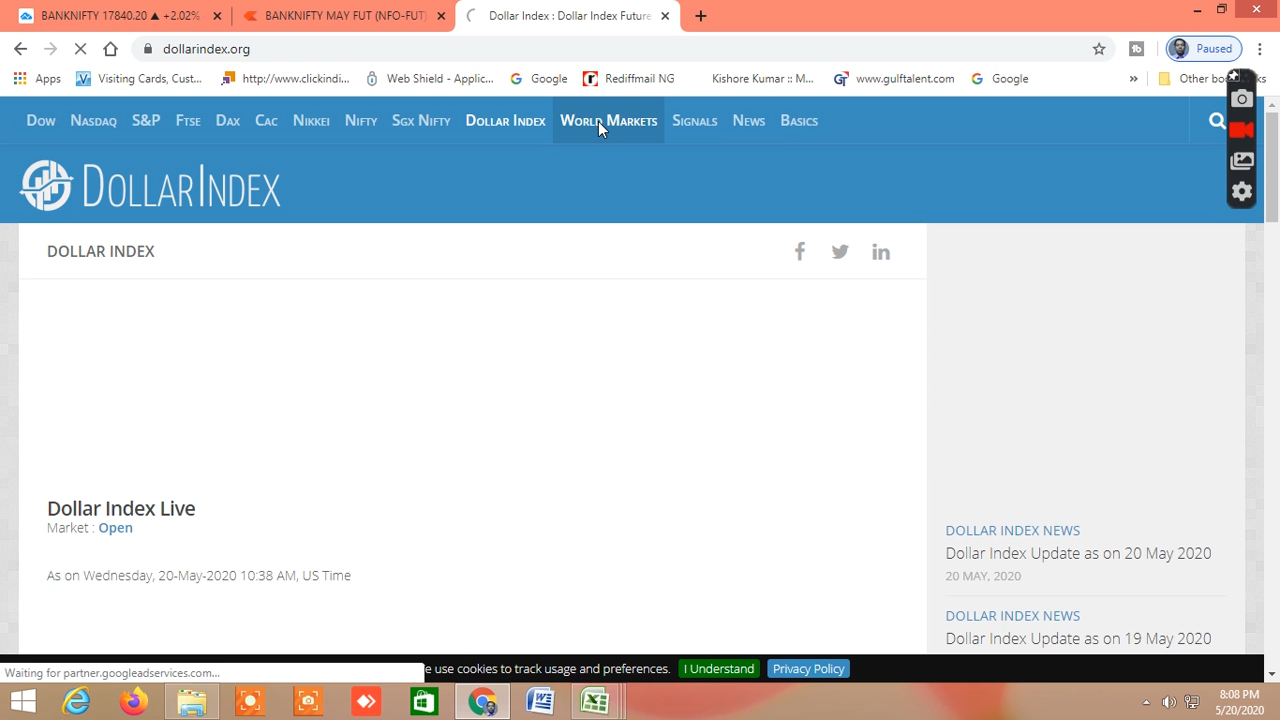 BANKNIFTY 17840.20 ▲ +2.02%
BANKNIFTY MAY FUT (NFO-FUT)
Dollar Index : Dollar Index Future
dollarindex.org
Paused
Apps
Visiting Cards, Cust...
http://www.clickindi...
Web Shield - Applic...
Google
Rediffmail NG
Kishore Kumar :: M...
www.gulftalent.com
Google
»
DOW NASDAQ S&P FTSE DAX CAC NIKKEI NIFTY SGX NIFTY DOLLAR INDEX WORLD MARKETS SIGNALS NEWS BASICS
DOLLARINDEX
DOLLAR INDEX
Dollar Index Live
Market : Open
As on Wednesday, 20-May-2020 10:38 AM, US Time
DOLLAR INDEX NEWS
Dollar Index Update as on 20 May 2020
20 MAY, 2020
DOLLAR INDEX NEWS
Dollar Index Update as on 19 May 2020
Waiting for partner.googleadservices.com...
e use cookies to track usage and preferences.
I Understand
Privacy Policy
8:08 PM
5/20/2020